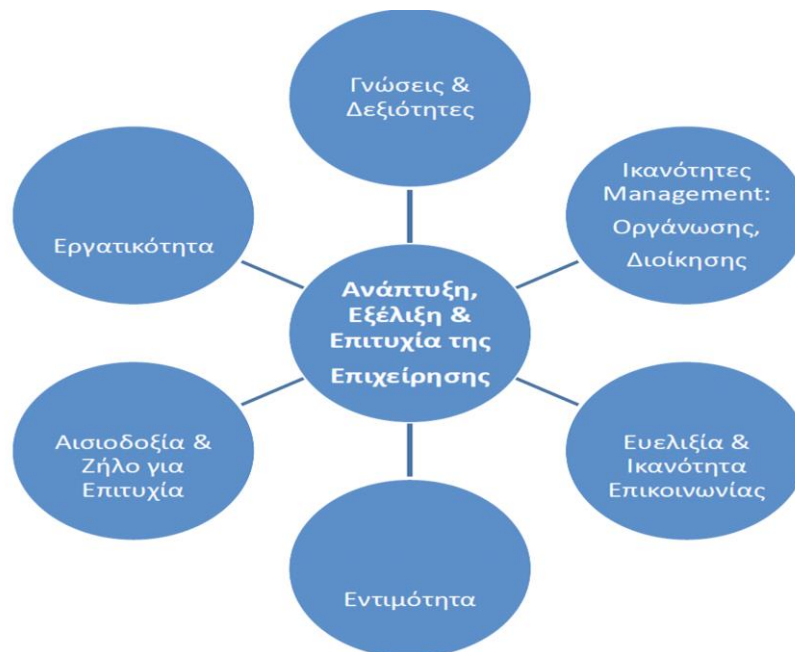 Γνώσεις &
Δεξιότητες
Ικανότητες
Management:
Οργάνωσης,
Διοίκησης
Εργατικότητα
Ανάπτυξη,
Εξέλιξη &
Επιτυχία της
Επιχείρησης
Αισιοδοξία &
Ζήλο για
Επιτυχία
Ευελιξία &
Ικανότητα
Επικοινωνίας
Εντιμότητα